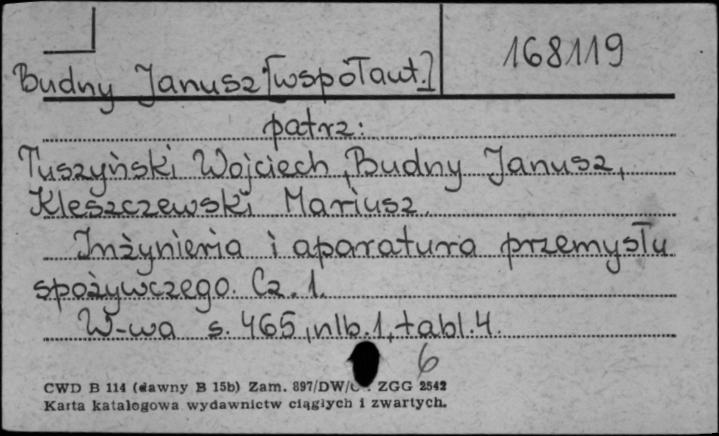 168119
Budny Janusz [współaut.]
patrz:
Tuszyński Wojciech, Budny Janusz,
Kleszczewski Mariusz.
Inżynieria i aparatura przemysłu
spożywczego. Cz. 1.
W-wa s. 465, nlb. 1, tabl. 4.
6
CWD B 114 (dawny B 15b) Zam. 897/DW/ ZGG 2542
Karta katalogowa wydawnictw ciągłych i zwartych.